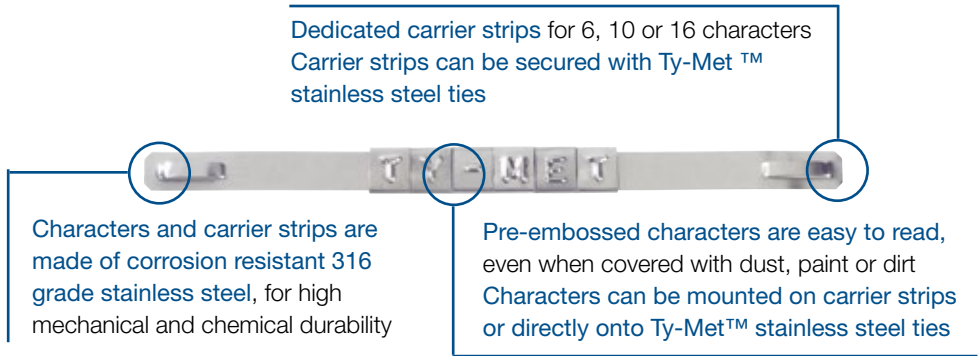 Dedicated carrier strips for 6, 10 or 16 characters
Carrier strips can be secured with Ty-Met ™
stainless steel ties
TY-MET
Characters and carrier strips are
made of corrosion resistant 316
grade stainless steel, for high
mechanical and chemical durability
Pre-embossed characters are easy to read,
even when covered with dust, paint or dirt
Characters can be mounted on carrier strips
or directly onto Ty-Met™ stainless steel ties